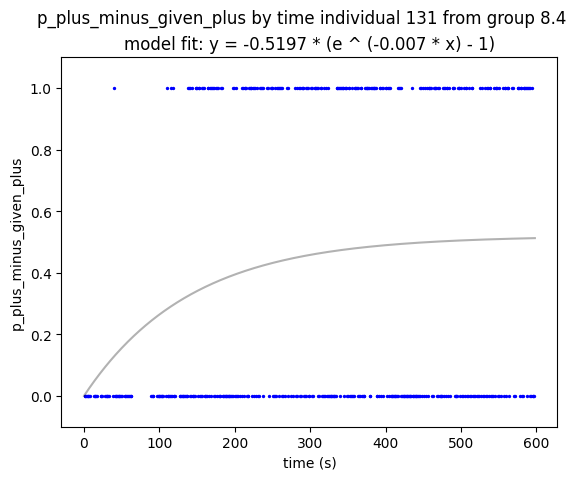 p_plus_minus_given_plus by time individual 131 from group 8.4
model fit: y = -0.5197 * (e ^ (-0.007 * x) - 1)
1.0
0.8
0.6
0.4
0.2
0.0
p_plus_minus_given_plus
0 100 200 300 400 500 600
time (s)